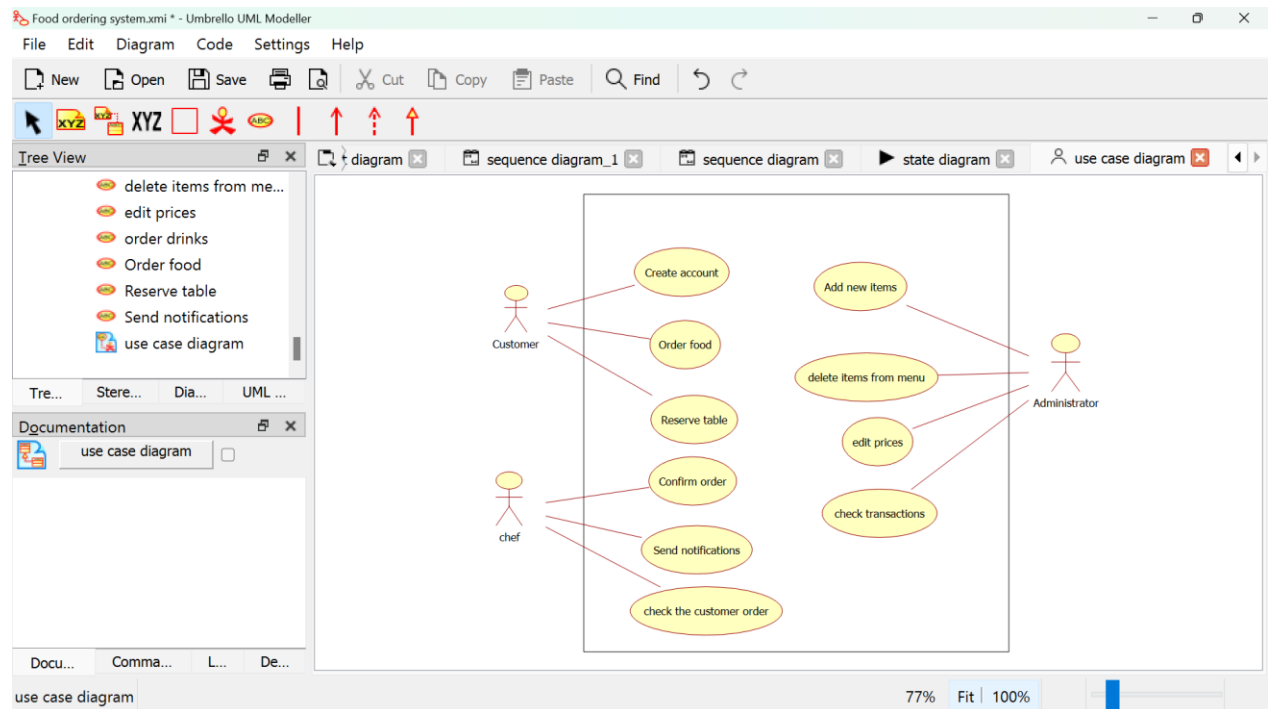 Food ordering system.xmi * - Umbrello UML Modeller
File Edit Diagram Code Settings Help
New Open Save Cut Copy Paste Find
XYZ XYZ XYZ ABC
Tree View
t diagram sequence diagram_1 sequence diagram state diagram use case diagram
delete items from me...
edit prices
order drinks
Order food
Reserve table
Send notifications
use case diagram
Tre... Stere... Dia... UML ...
Documentation
use case diagram
Docu... Comma... L... De...
Create account
Add new items
Customer
Order food
delete items from menu
Administrator
Reserve table
edit prices
Confirm order
check transactions
chef
Send notifications
check the customer order
use case diagram
77% Fit 100%